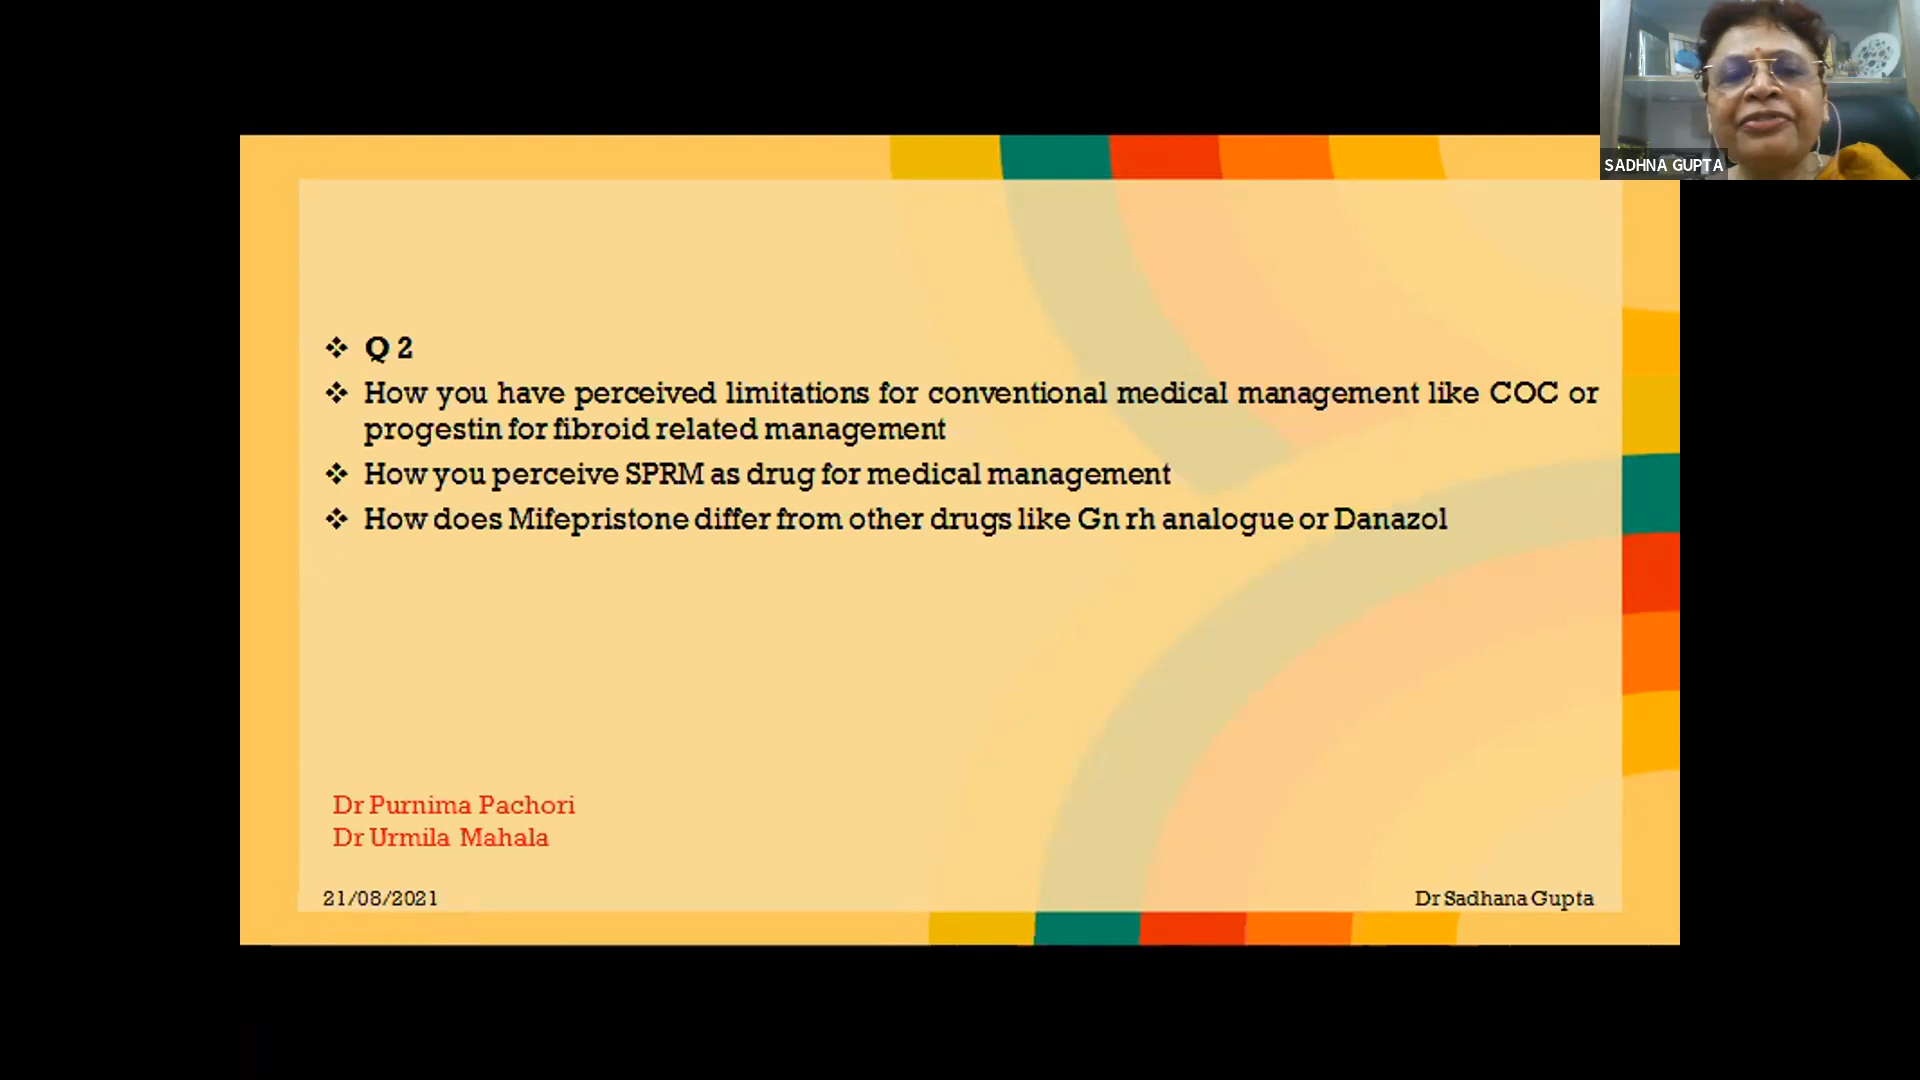 SADHNA GUPTA
❖ Q 2
❖ How you have perceived limitations for conventional medical management like COC or
progestin for fibroid related management
❖ How you perceive SPRM as drug for medical management
❖ How does Mifepristone differ from other drugs like Gn rh analogue or Danazol
Dr Purnima Pachori
Dr Urmila Mahala
21/08/2021
Dr Sadhana Gupta